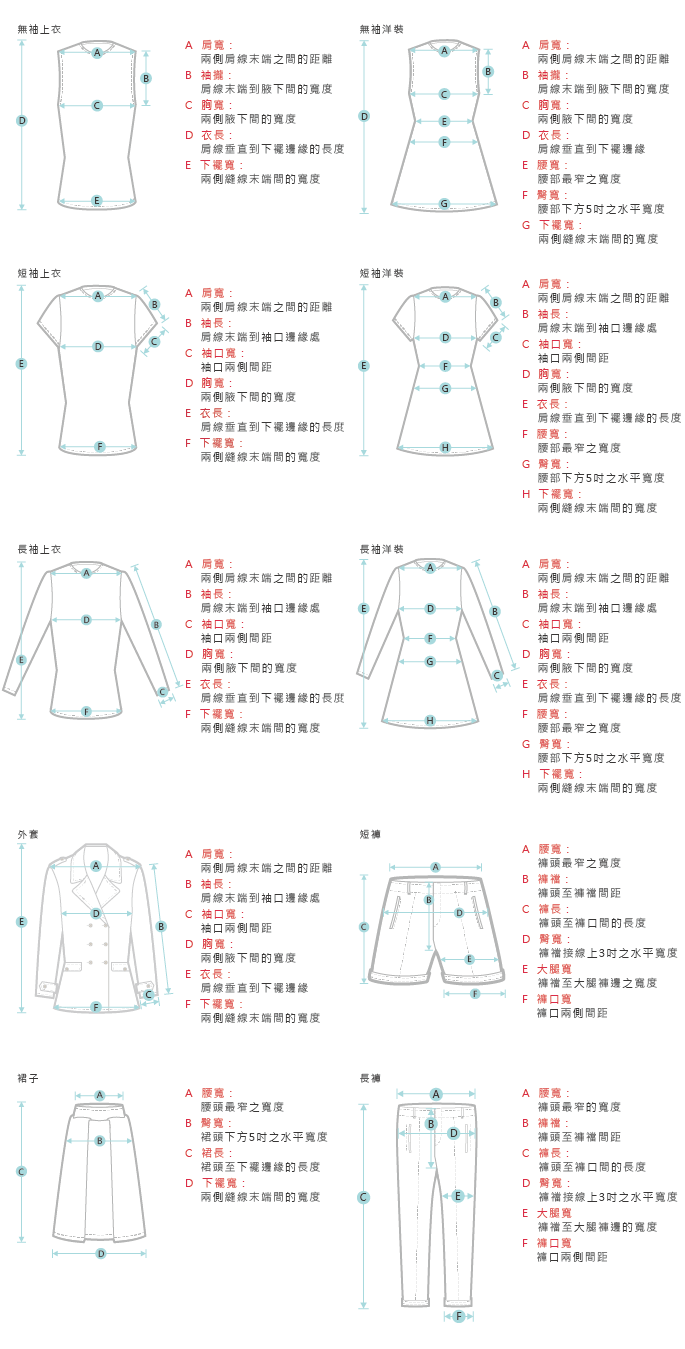 無袖上衣
A 肩寬：
兩側肩線末端之間的距離
B 袖攏：
肩線末端到腋下間的寬度
C 胸寬：
兩側腋下間的寬度
D 衣長：
肩線垂直到下襬邊緣的長度
E 下襬寬：
兩側縫線末端間的寬度
A
B
C
D
E
無袖洋裝
A 肩寬：
兩側肩線末端之間的距離
B 袖攏：
肩線末端到腋下間的寬度
C 胸寬：
兩側腋下間的寬度
D 衣長：
肩線垂直到下襬邊緣
E 腰寬：
腰部最窄之寬度
F 臀寬：
腰部下方5吋之水平寬度
G 下襬寬：
兩側縫線末端間的寬度
A
B
C
D
E
F
G
短袖上衣
A 肩寬：
兩側肩線末端之間的距離
B 袖長：
肩線末端到袖口邊緣處
C 袖口寬：
袖口兩側間距
D 胸寬：
兩側腋下間的寬度
E 衣長：
肩線垂直到下襬邊緣的長度
F 下襬寬：
兩側縫線末端間的寬度
A
B
C
D
E
F
短袖洋裝
A 肩寬：
兩側肩線末端之間的距離
B 袖長：
肩線末端到袖口邊緣處
C 袖口寬：
袖口兩側間距
D 胸寬：
兩側腋下間的寬度
E 衣長：
肩線垂直到下襬邊緣的長度
F 腰寬：
腰部最窄之寬度
G 臀寬：
腰部下方5吋之水平寬度
H 下襬寬：
兩側縫線末端間的寬度
A
B
C
D
E
F
G
H
長袖上衣
A 肩寬：
兩側肩線末端之間的距離
B 袖長：
肩線末端到袖口邊緣處
C 袖口寬：
袖口兩側間距
D 胸寬：
兩側腋下間的寬度
E 衣長：
肩線垂直到下襬邊緣的長度
F 下襬寬：
兩側縫線末端間的寬度
A
B
C
D
E
F
長袖洋裝
A 肩寬：
兩側肩線末端之間的距離
B 袖長：
肩線末端到袖口邊緣處
C 袖口寬：
袖口兩側間距
D 胸寬：
兩側腋下間的寬度
E 衣長：
肩線垂直到下襬邊緣的長度
F 腰寬：
腰部最窄之寬度
G 臀寬：
腰部下方5吋之水平寬度
H 下襬寬：
兩側縫線末端間的寬度
A
B
C
D
E
F
G
H
外套
A 肩寬：
兩側肩線末端之間的距離
B 袖長：
肩線末端到袖口邊緣處
C 袖口寬：
袖口兩側間距
D 胸寬：
兩側腋下間的寬度
E 衣長：
肩線垂直到下襬邊緣
F 下襬寬：
兩側縫線末端間的寬度
A
B
C
D
E
F
短褲
A 腰寬：
褲頭最窄之寬度
B 褲襠：
褲頭至褲襠間距
C 褲長：
褲頭至褲口間的長度
D 臀寬：
褲襠接線上3吋之水平寬度
E 大腿寬
褲襠至大腿褲邊之寬度
F 褲口寬
褲口兩側間距
A
B
C
D
E
F
裙子
A 腰寬：
腰頭最窄之寬度
B 臀寬：
裙頭下方5吋之水平寬度
C 裙長：
裙頭至下襬邊緣的長度
D 下襬寬：
兩側縫線末端間的寬度
A
B
C
D
長褲
A 腰寬：
褲頭最窄的寬度
B 褲襠：
褲頭至褲襠間距
C 褲長：
褲頭至褲口間的長度
D 臀寬：
褲襠接線上3吋之水平寬度
E 大腿寬
褲襠至大腿褲邊的寬度
F 褲口寬
褲口兩側間距
A
B
C
D
E
F